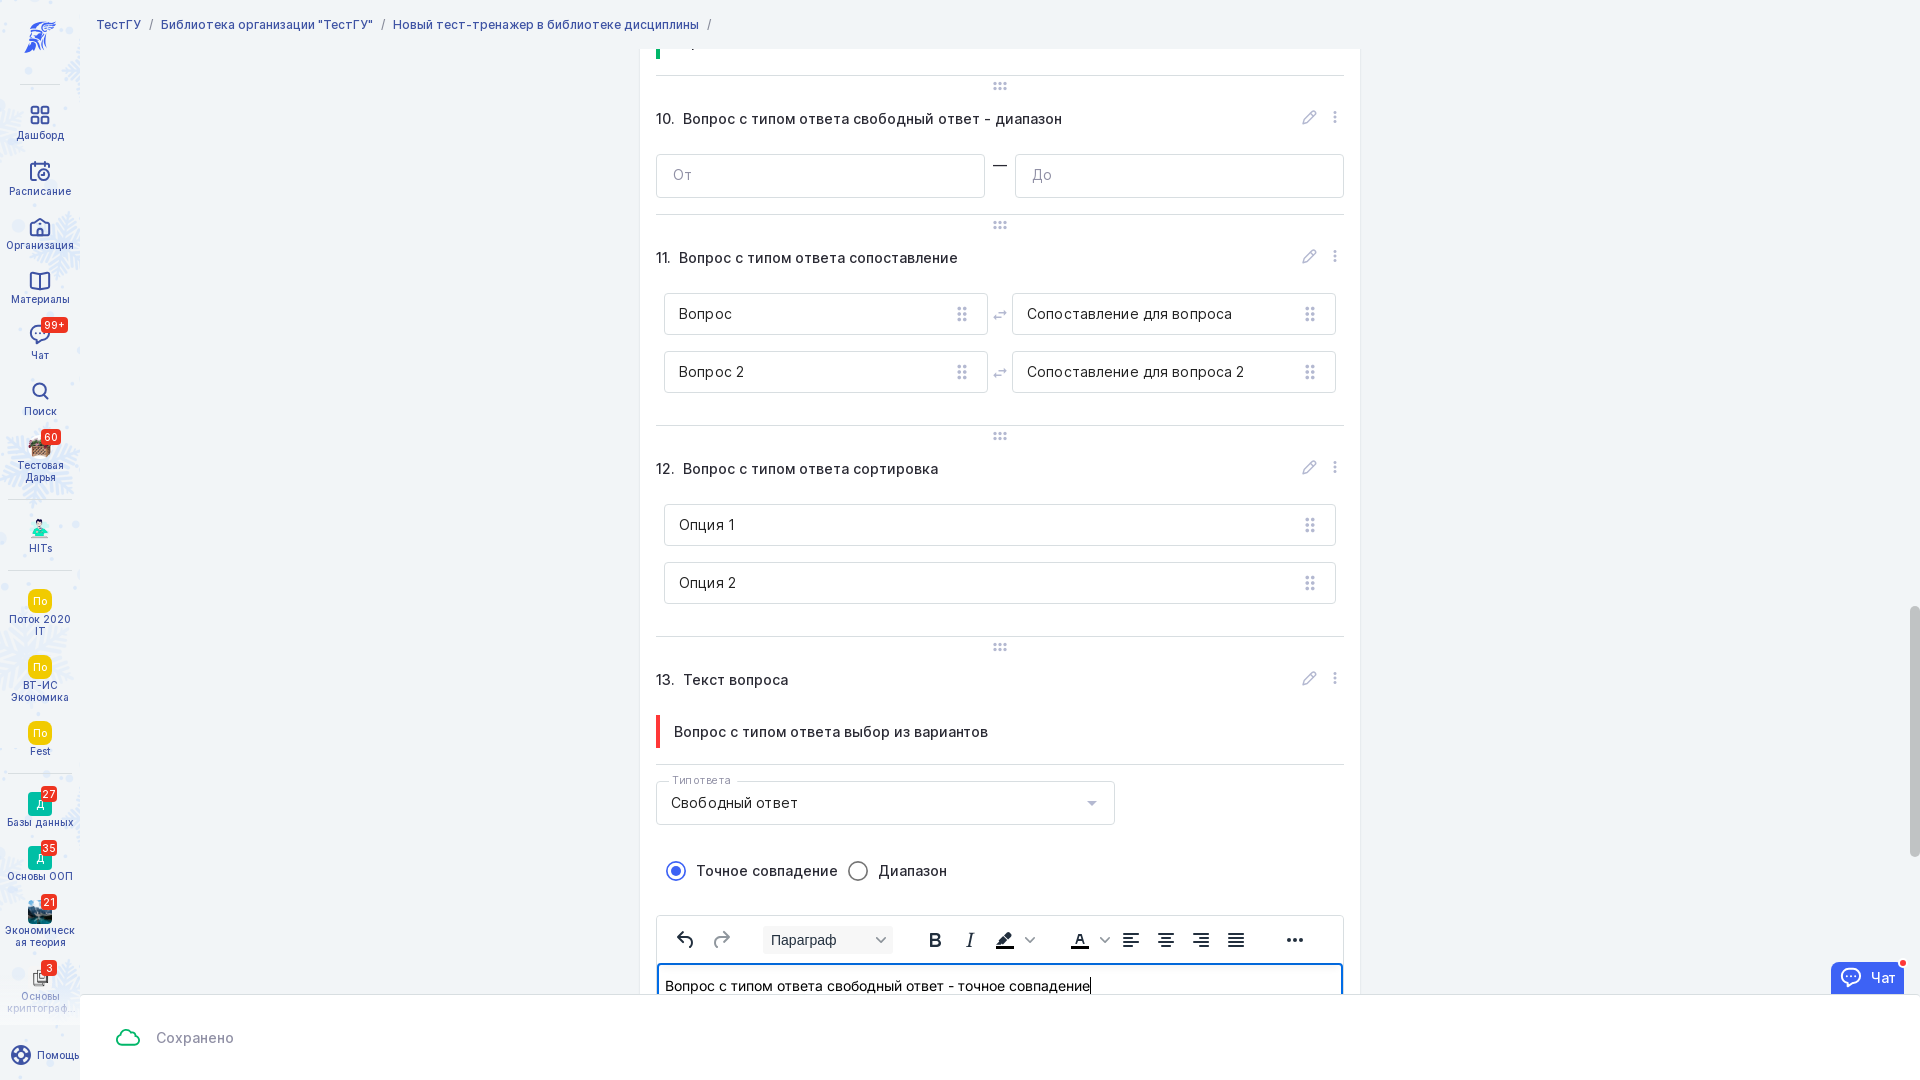 ТестГУ / Библиотека организации "ТестГУ" / Новый тест-тренажер в библиотеке дисциплины /
Дашборд
Расписание
Организация
Материалы
99+
Чат
Поиск
60
Тестовая
Дарья
HITs
По
Поток 2020
IT
По
ВТ-ИС
Экономика
По
Fest
27
Д
Базы данных
35
Д
Основы ООП
21
Экономическ
ая теория
3
Основы
криптограф...
Помощь
10. Вопрос с типом ответа свободный ответ - диапазон
От — До
11. Вопрос с типом ответа сопоставление
Вопрос Сопоставление для вопроса
Вопрос 2 Сопоставление для вопроса 2
12. Вопрос с типом ответа сортировка
Опция 1
Опция 2
13. Текст вопроса
Вопрос с типом ответа выбор из вариантов
Тип ответа
Свободный ответ
Точное совпадение Диапазон
Параграф
Вопрос с типом ответа свободный ответ - точное совпадение
Чат
Сохранено